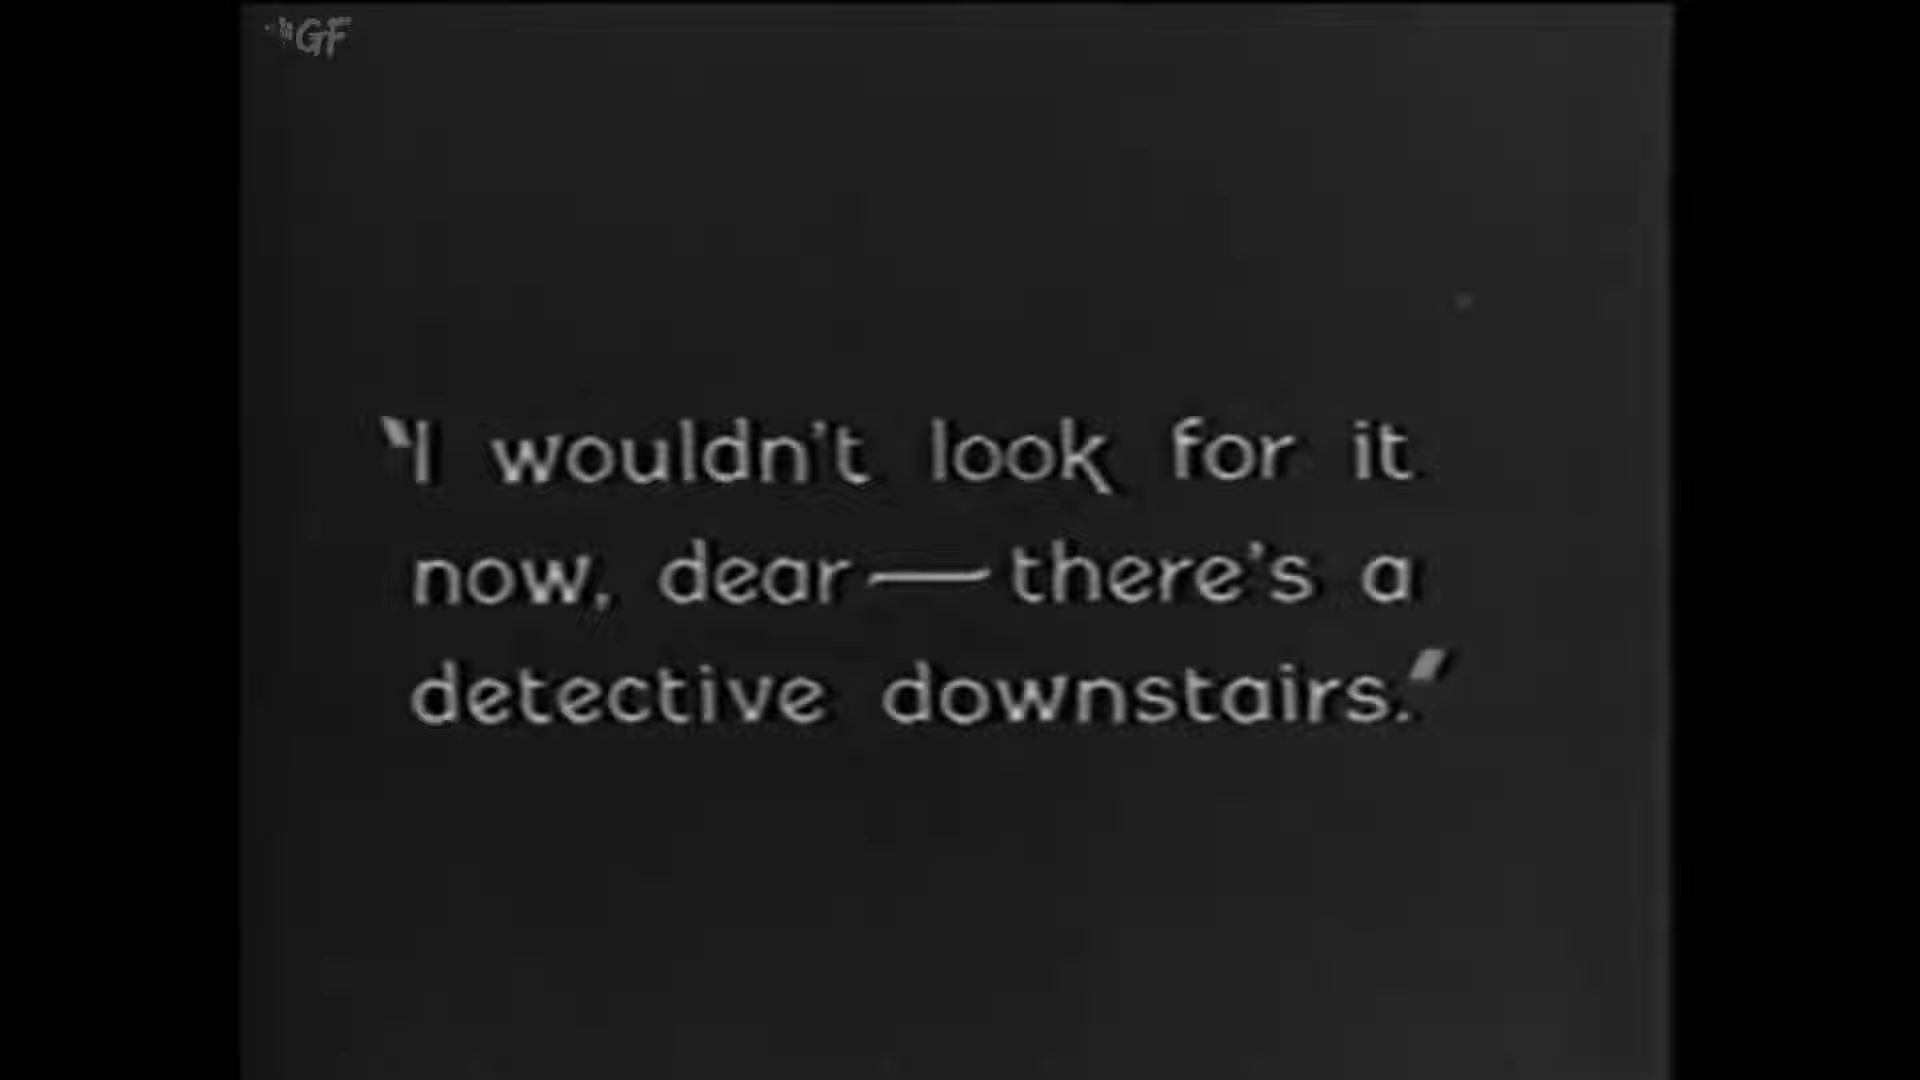 GF
"I wouldn't look for it
now, dear—there's a
detective downstairs."